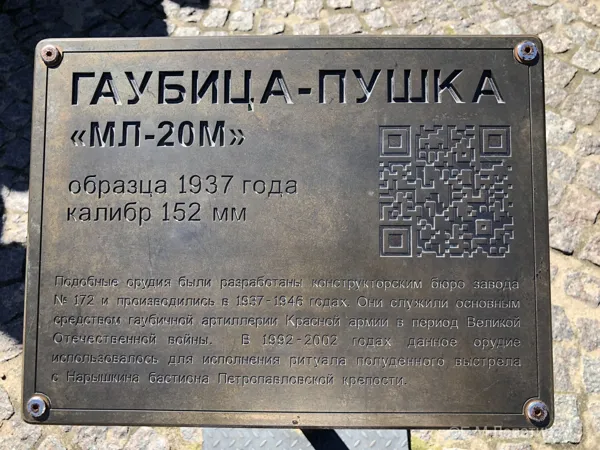 ГАУБИЦА-ПУШКА
«МЛ-20М»
образца 1937 года
калибр 152 мм
Подобные орудия были разработаны конструкторским бюро завода
№ 172 и производились в 1937-1946 годах. Они служили основным
средством гаубичной артиллерии Красной армии в период Великой
Отечественной войны. В 1992-2002 годах данное орудие
использовалось для исполнения ритуала полуденного выстрела
с Нарышкина бастиона Петропавловской крепости.